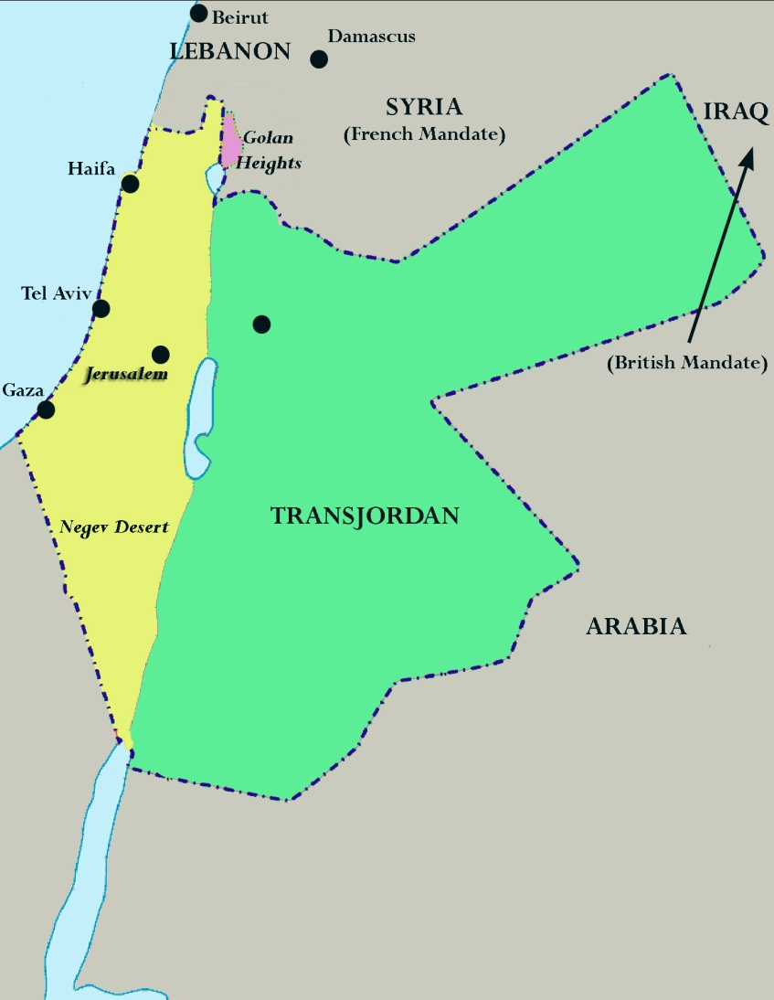 Beirut
Damascus
LEBANON
SYRIA
(French Mandate)
IRAQ
Golan
Heights
Haifa
Tel Aviv
Jerusalem
(British Mandate)
Gaza
TRANSJORDAN
Negev Desert
ARABIA